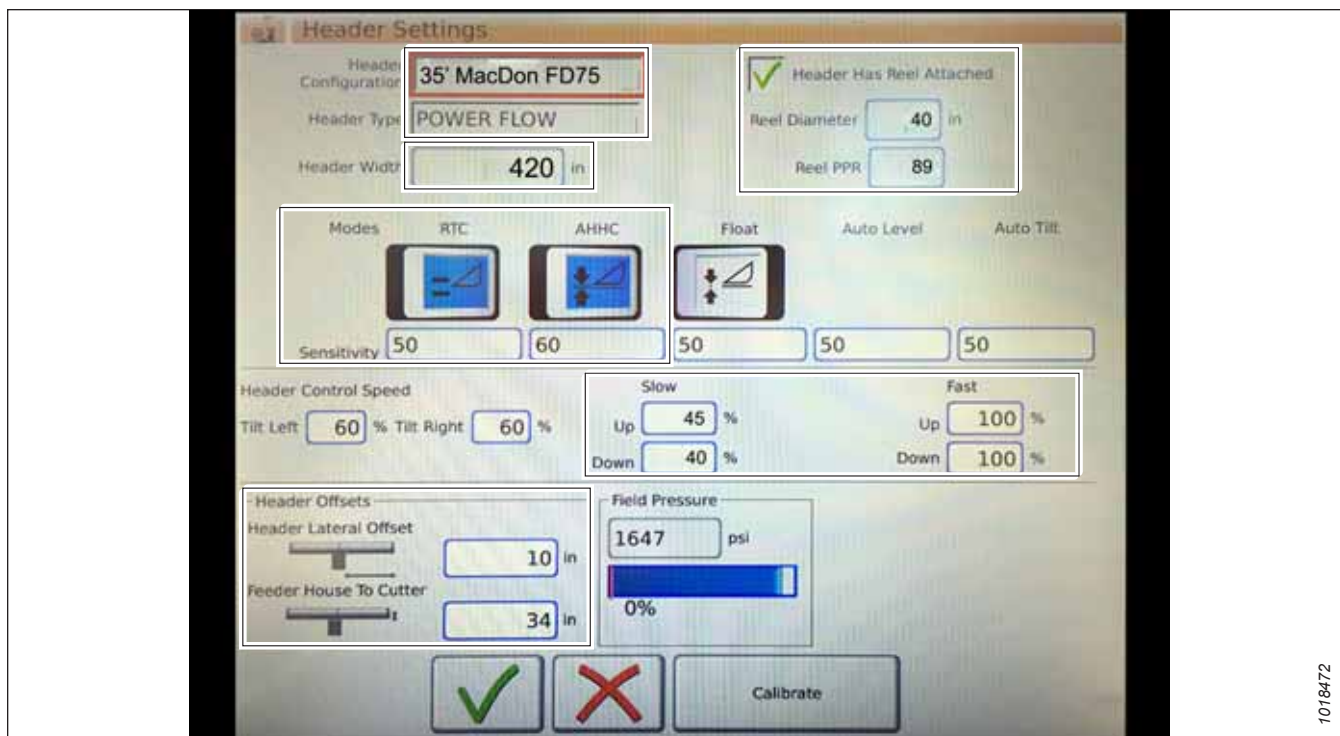 Header Settings
Header Configuration 35' MacDon FD75
Header Type POWER FLOW
Header Width 420 in
Header Has Reel Attached
Reel Diameter 40 in
Reel PPR 89
Modes RTC AHHC Float Auto Level Auto Tilt
Sensitivity 50 60 50 50 50
Header Control Speed
Tilt Left 60 % Tilt Right 60 %
Slow Fast
Up 45 % Up 100 %
Down 40 % Down 100 %
Header Offsets
Header Lateral Offset
10 in
Feeder House To Cutter
34 in
Field Pressure
1647 psi
0%
Calibrate
1018472